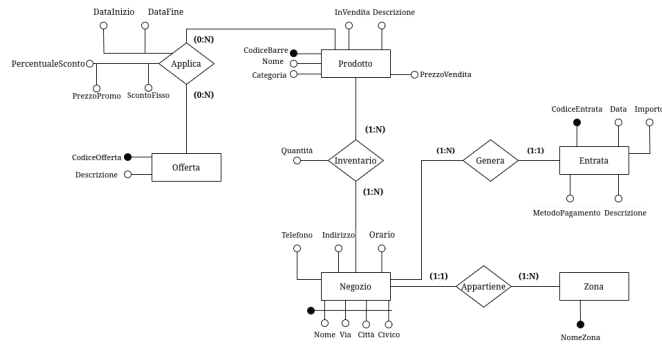 DataInizio
DataFine
InVendita
Descrizione
(0:N)
CodiceBarre
Nome
Categoria
PercentualeSconto
Applica
Prodotto
PrezzoVendita
PrezzoPromo
ScontoFisso
(0:N)
CodiceEntrata
Data
Importo
(1:N)
CodiceOfferta
Descrizione
Offerta
Quantità
Inventario
(1:N)
Genera
(1:1)
Entrata
(1:N)
MetodoPagamento
Descrizione
Telefono
Indirizzo
Orario
(1:1)
(1:N)
Negozio
Appartiene
Zona
Nome
Via
Città
Civico
NomeZona